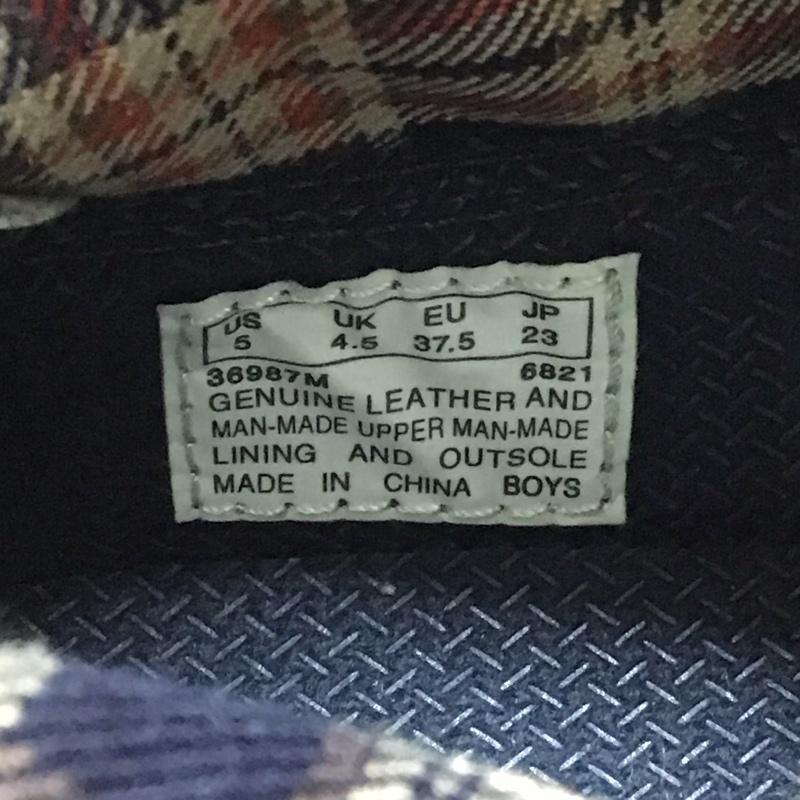 US UK EU JP
5 4.5 37.5 23
36987M 6821
GENUINE LEATHER AND
MAN-MADE UPPER MAN-MADE
LINING AND OUTSOLE
MADE IN CHINA BOYS